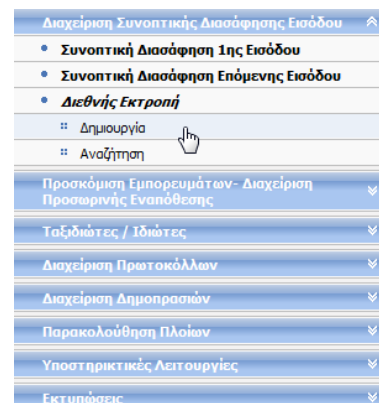 Διαχείριση Συνοπτικής Διασάφησης Εισόδου
Συνοπτική Διασάφηση 1ης Εισόδου
Συνοπτική Διασάφηση Επόμενης Εισόδου
Διεθνής Εκτροπή
Δημιουργία
Αναζήτηση
Προσκόμιση Εμπορευμάτων- Διαχείριση
Προσωρινής Εναπόθεσης
Ταξιδιώτες / Ιδιώτες
Διαχείριση Πρωτοκόλλων
Διαχείριση Δημοπρασιών
Παρακολούθηση Πλοίων
Υποστηρικτικές Λειτουργίες
Εκτυπώσεις